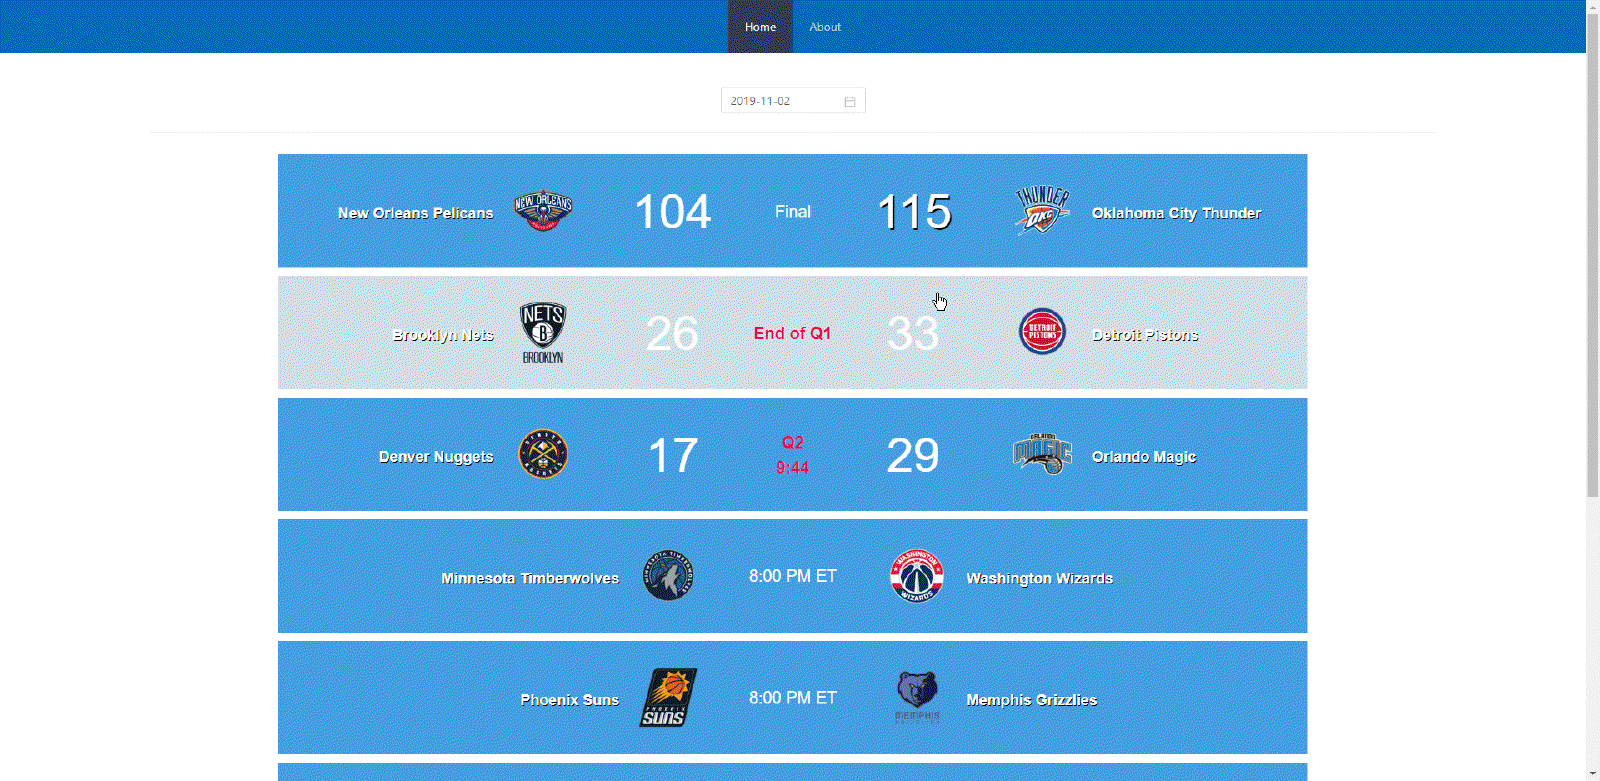 Home About
2019-11-02
New Orleans Pelicans NEW ORLEANS 104 Final 115 THUNDER OKC Oklahoma City Thunder
Brooklyn Nets NETS B BROOKLYN 26 End of Q1 33 DETROIT PISTONS Detroit Pistons
Denver Nuggets 17 Q2 29 ORLANDO MAGIC Orlando Magic
9:44
Minnesota Timberwolves MINNESOTA TIMBERWOLVES 8:00 PM ET WASHINGTON WIZARDS Washington Wizards
Phoenix Suns PHOENIX SUNS 8:00 PM ET MEMPHIS Memphis Grizzlies